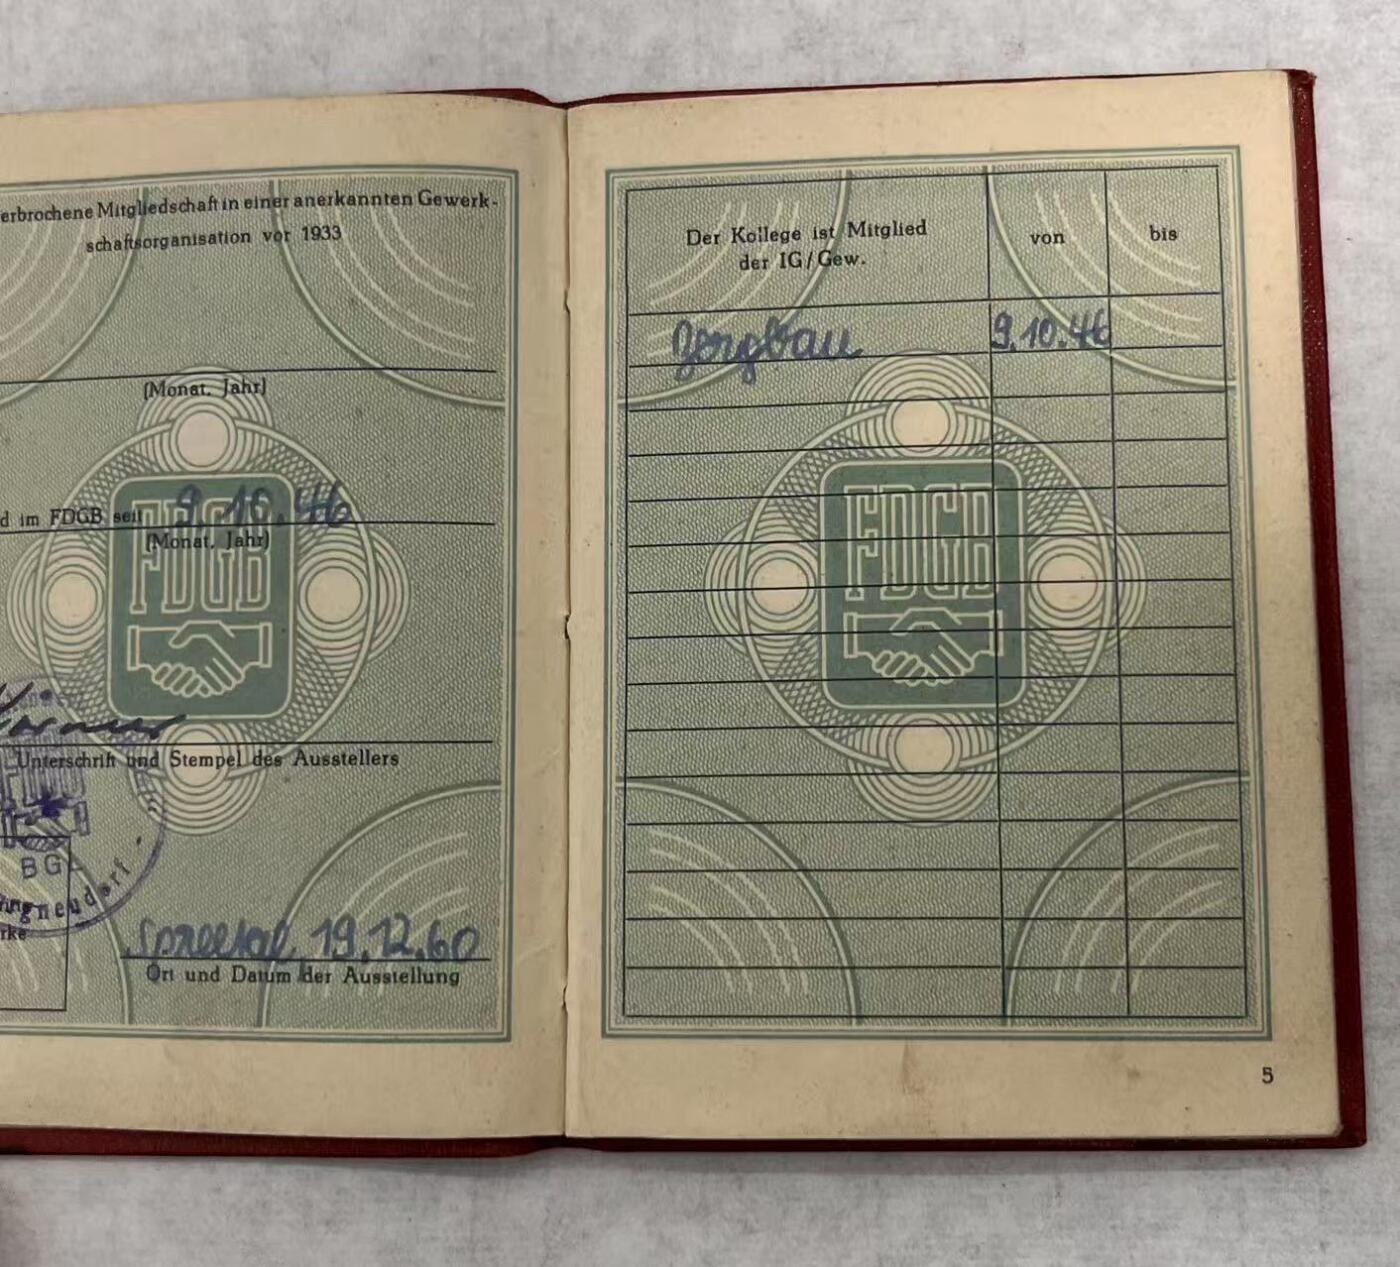 erbrochene Mitgliedschaft in einer anerkannten Gewerk-
schaftsorganisation vor 1933
(Monat, Jahr)
d im FDGB seit 9.10.46
(Monat, Jahr)
FDGB
Unterschrift und Stempel des Ausstellers
FDGB
BGL
neudorf -
rke
Spreetal, 19.12.60
Ort und Datum der Ausstellung
Der Kollege ist Mitglied
der IG/Gew.
von
bis
Bergbau 9.10.46
FDGB
5